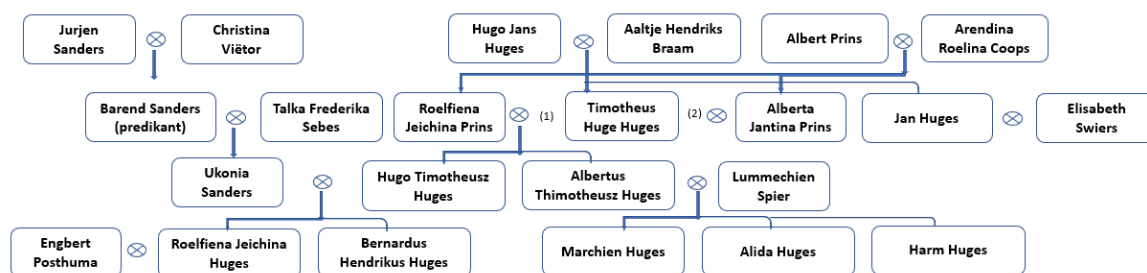 Jurjen
Sanders
Christina
Viëtor
Hugo Jans
Huges
Aaltje Hendriks
Braam
Albert Prins
Arendina
Roelina Coops
Barend Sanders
(predikant)
Talka Frederika
Sebes
Roelfiena
Jeichina Prins
(1)
Timotheus
Huge Huges
(2)
Alberta
Jantina Prins
Jan Huges
Elisabeth
Swiers
Ukonia
Sanders
Hugo Timotheusz
Huges
Albertus
Thimotheusz Huges
Lummechien
Spier
Engbert
Posthuma
Roelfiena Jeichina
Huges
Bernardus
Hendrikus Huges
Marchien Huges
Alida Huges
Harm Huges